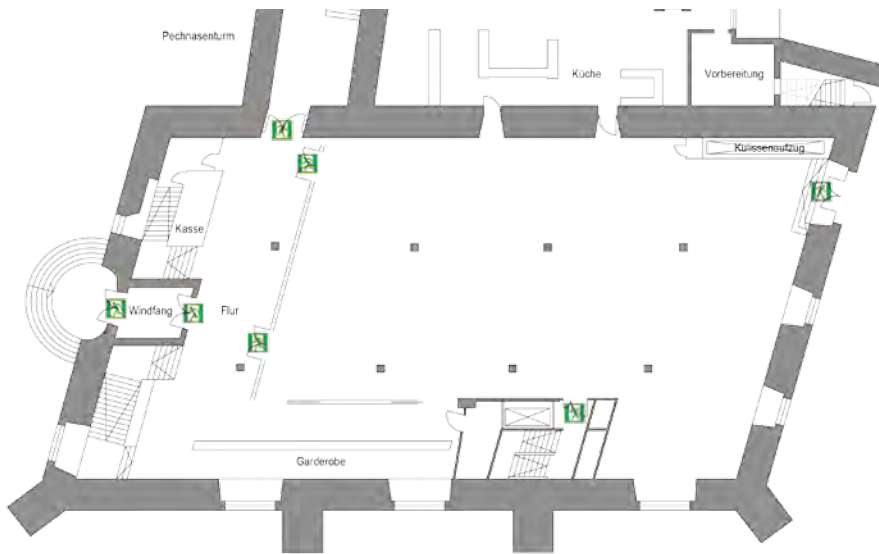 Pechnasenturm
Küche
Vorbereitung
Kulissenaufzug
Kasse
Windfang
Flur
Garderobe